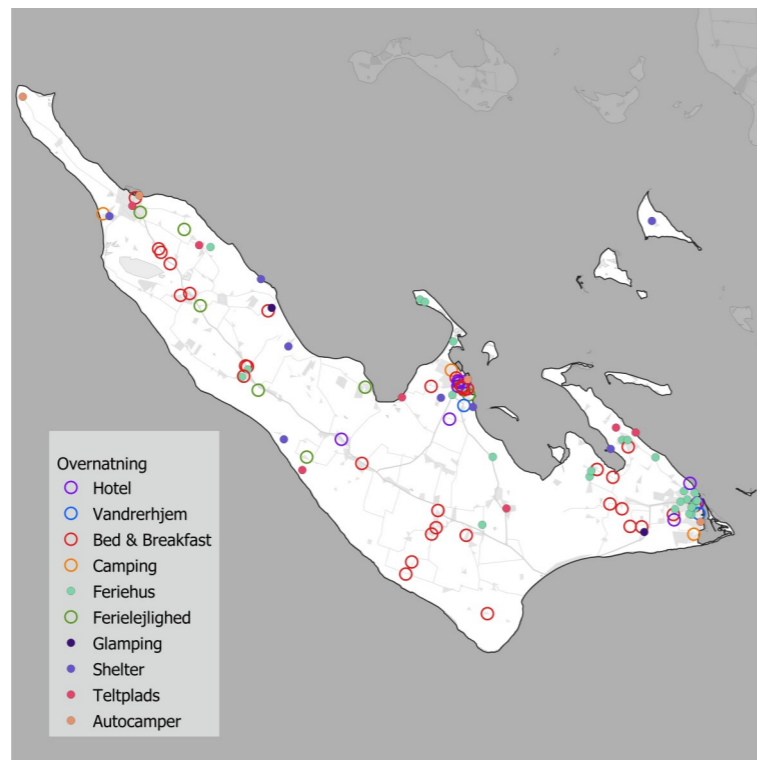 Overnatning
Hotel
Vandrerhjem
Bed & Breakfast
Camping
Feriehus
Ferielejlighed
Glamping
Shelter
Teltplads
Autocamper